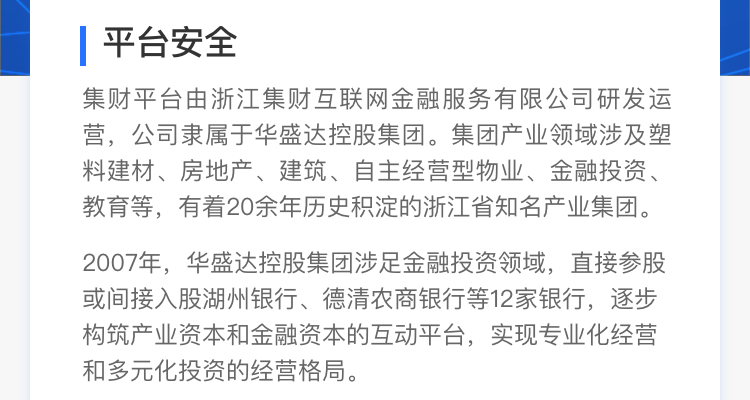 平台安全
集财平台由浙江集财互联网金融服务有限公司研发运
营，公司隶属于华盛达控股集团。集团产业领域涉及塑
料建材、房地产、建筑、自主经营型物业、金融投资、
教育等，有着20余年历史积淀的浙江省知名产业集团。
2007年，华盛达控股集团涉足金融投资领域，直接参股
或间接入股湖州银行、德清农商银行等12家银行，逐步
构筑产业资本和金融资本的互动平台，实现专业化经营
和多元化投资的经营格局。